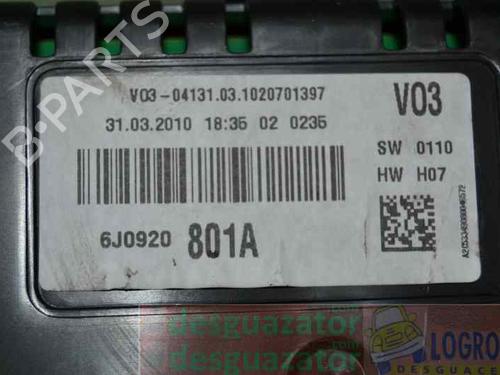 V03-04131.03.1020701397
V03
31.03.2010 18:35 02 0235
SW 0110
HW H07
6J0920 801A
desguazator
desguazator
LOGRO
DESGUACE